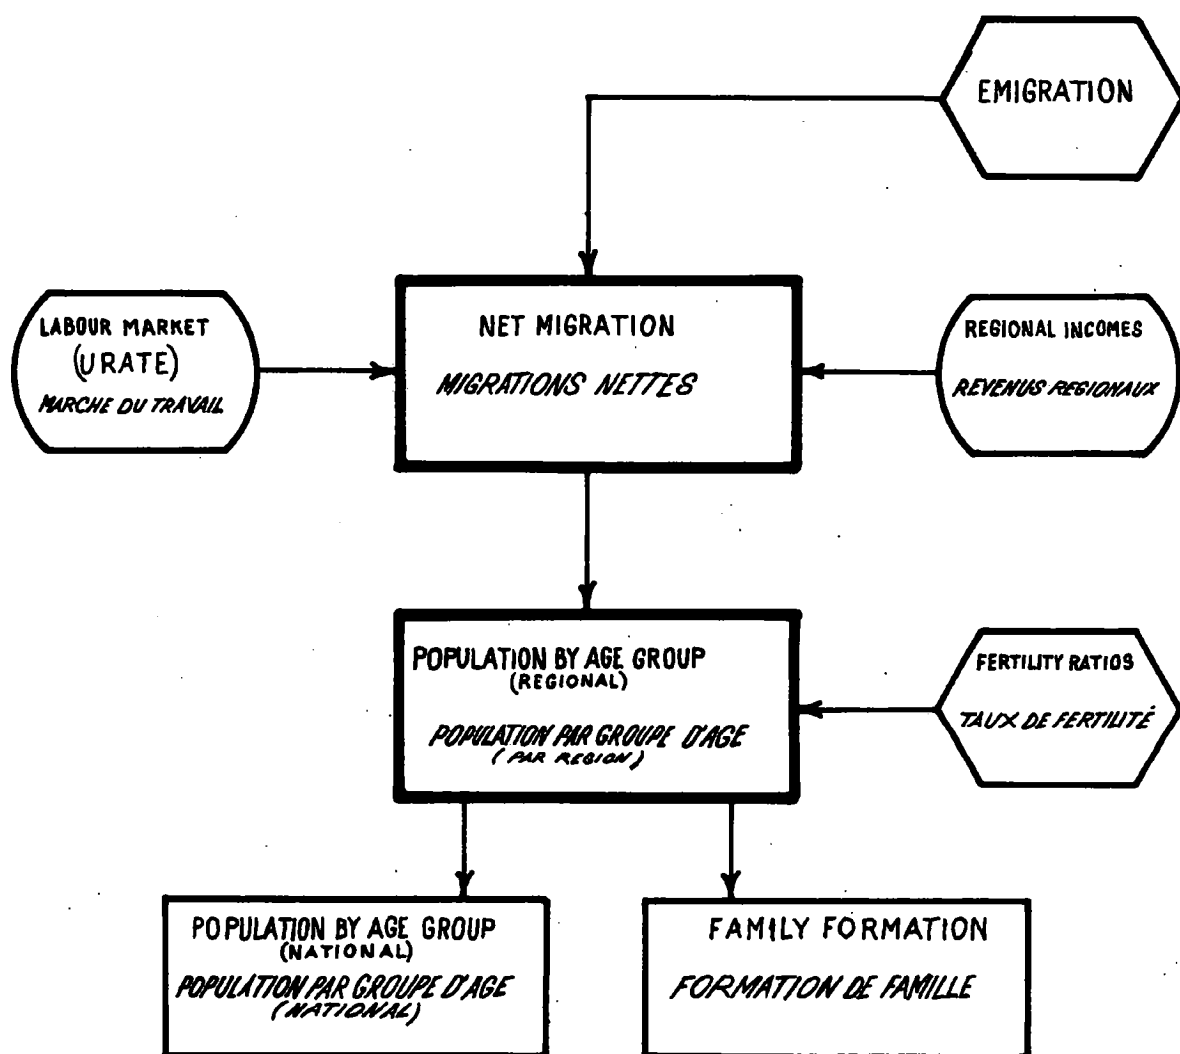 EMIGRATION
LABOUR MARKET
(URATE)
MARCHE DU TRAVAIL
NET MIGRATION
MIGRATIONS NETTES
REGIONAL INCOMES
REVENUS REGIONAUX
POPULATION BY AGE GROUP
(REGIONAL)
POPULATION PAR GROUPE D'AGE
(PAR REGION)
FERTILITY RATIOS
TAUX DE FERTILITÉ
POPULATION BY AGE GROUP
(NATIONAL)
POPULATION PAR GROUPE D'AGE
(NATIONAL)
FAMILY FORMATION
FORMATION DE FAMILLE